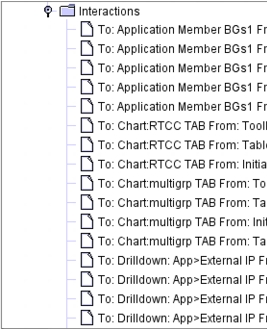 Interactions
To: Application Member BGs1 Fr
To: Application Member BGs1 Fr
To: Application Member BGs1 Fr
To: Application Member BGs1 Fr
To: Application Member BGs1 Fr
To: Chart:RTCC TAB From: Tool
To: Chart:RTCC TAB From: Table
To: Chart:RTCC TAB From: Initia
To: Chart:multigrp TAB From: To
To: Chart:multigrp TAB From: Ta
To: Chart:multigrp TAB From: Init
To: Chart:multigrp TAB From: Ta
To: Drilldown: App>External IP Fr
To: Drilldown: App>External IP Fr
To: Drilldown: App>External IP Fr
To: Drilldown: App>External IP Fr